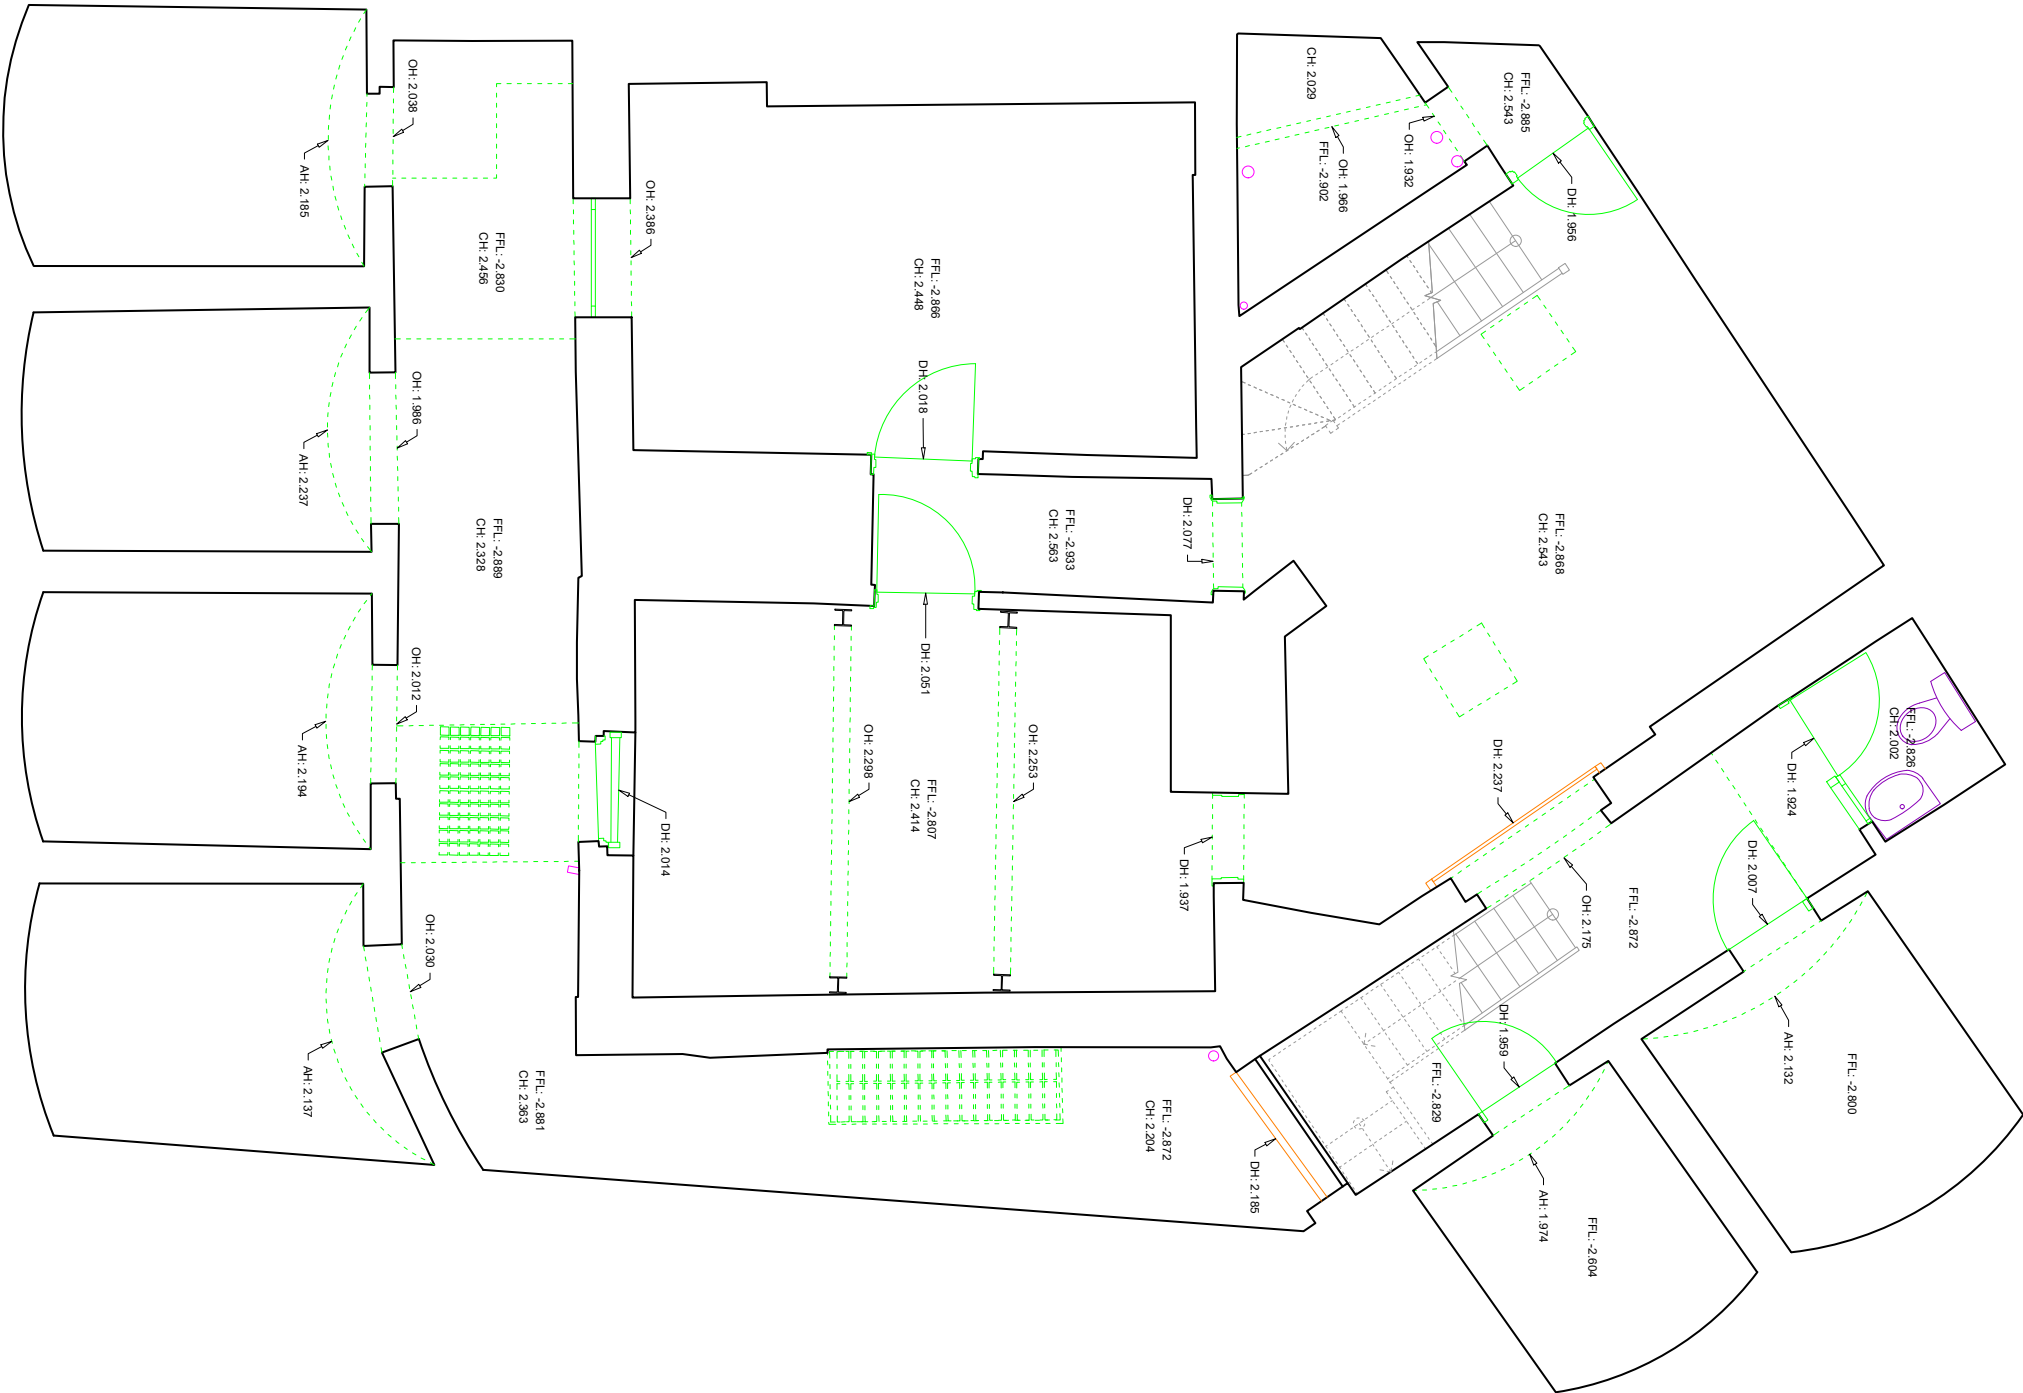 OH: 2.038
AH: 2.185
FFL: -2.830
CH: 2.456
OH: 2.386
FFL: -2.866
CH: 2.448
DH: 2.018
CH: 2.029
OH: 1.966
FFL: -2.902
OH: 1.932
FFL: -2.885
CH: 2.543
DH: 1.956
OH: 1.986
AH: 2.237
FFL: -2.889
CH: 2.328
FFL: -2.933
CH: 2.563
DH: 2.077
FFL: -2.868
CH: 2.543
DH: 2.051
OH: 2.012
AH: 2.194
OH: 2.298
FFL: -2.807
CH: 2.414
OH: 2.253
DH: 2.014
DH: 1.937
DH: 2.237
FFL: -2.826
CH: 2.002
DH: 1.924
DH: 2.007
OH: 2.175
FFL: -2.872
OH: 2.030
AH: 2.137
FFL: -2.881
CH: 2.363
FFL: -2.872
CH: 2.204
DH: 2.185
DH: 1.959
FFL: -2.829
AH: 2.132
FFL: -2.800
AH: 1.974
FFL: -2.604